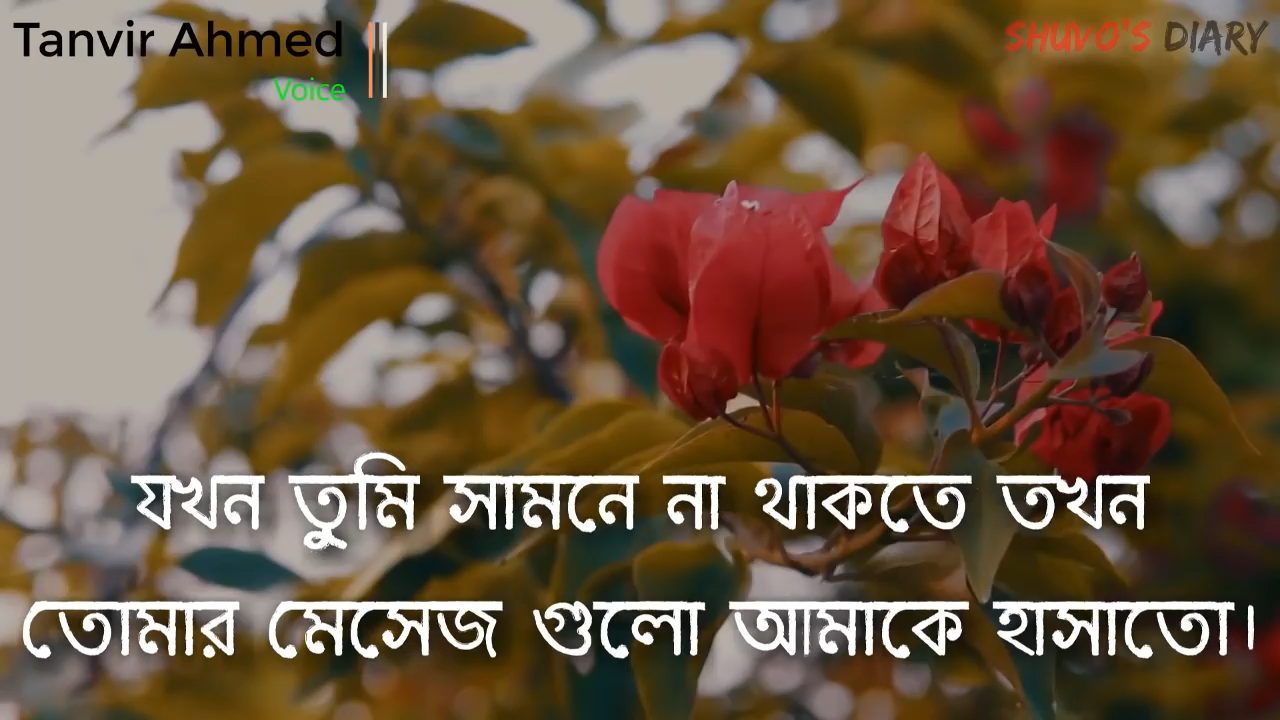 Tanvir Ahmed
Voice
SHUVO'S DIARY
যখন তুমি সামনে না থাকতে তখন
তোমার মেসেজ গুলো আমাকে হাসাতো।